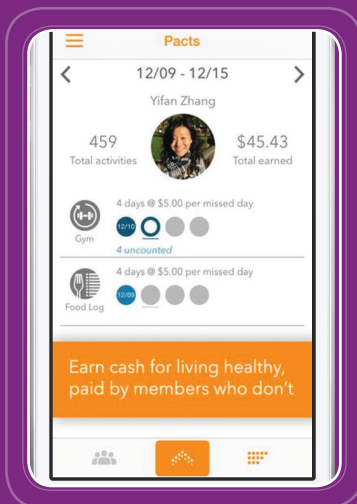 Pacts
12/09 - 12/15
Yifan Zhang
459
Total activities
$45.43
Total earned
4 days @ $5.00 per missed day
12/10
Gym
4 uncounted
4 days @ $5.00 per missed day
12/09
Food Log
Earn cash for living healthy,
paid by members who don't